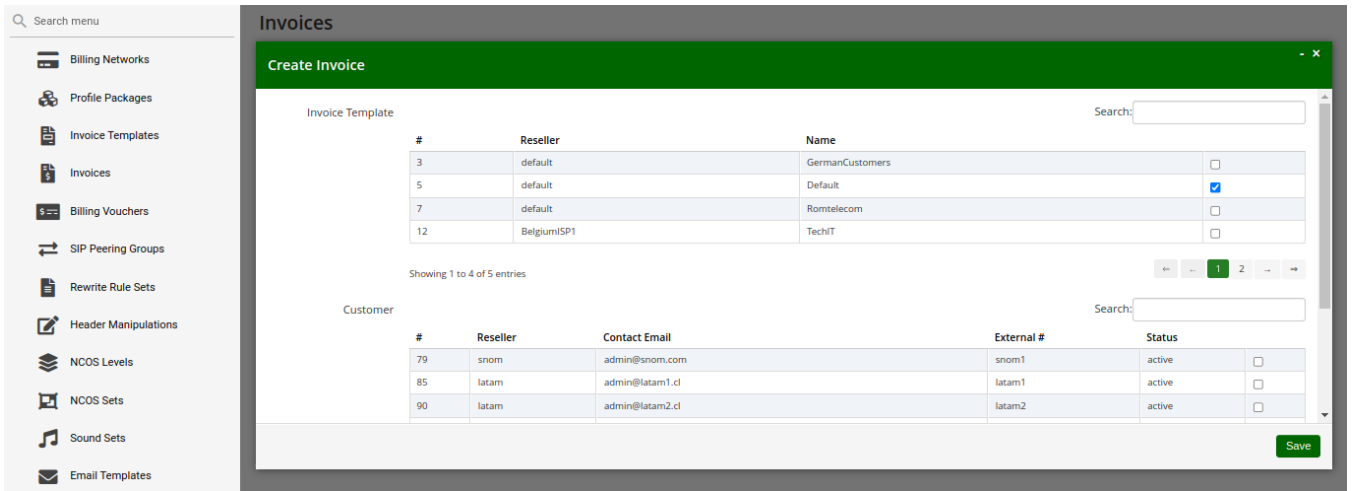 Search menu
Billing Networks
Profile Packages
Invoice Templates
Invoices
Billing Vouchers
SIP Peering Groups
Rewrite Rule Sets
Header Manipulations
NCOS Levels
NCOS Sets
Sound Sets
Email Templates
Invoices
Create Invoice
- ×
Invoice Template
Search:
# Reseller Name
3 default GermanCustomers
5 default Default
7 default Romtelecom
12 BelgiumISP1 TechIT
Showing 1 to 4 of 5 entries
⇐ ← 1 2 → ⇒
Customer
Search:
# Reseller Contact Email External # Status
79 snom admin@snom.com snom1 active
85 latam admin@latam1.cl latam1 active
90 latam admin@latam2.cl latam2 active
Save